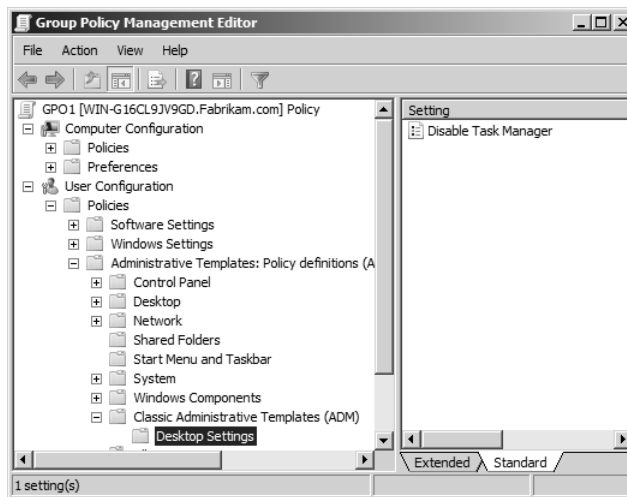 Group Policy Management Editor
File Action View Help
GPO1 [WIN-G16CL9JV9GD.Fabrikam.com] Policy
Computer Configuration
Policies
Preferences
User Configuration
Policies
Software Settings
Windows Settings
Administrative Templates: Policy definitions (A
Control Panel
Desktop
Network
Shared Folders
Start Menu and Taskbar
System
Windows Components
Classic Administrative Templates (ADM)
Desktop Settings
Setting
Disable Task Manager
Extended Standard
1 setting(s)